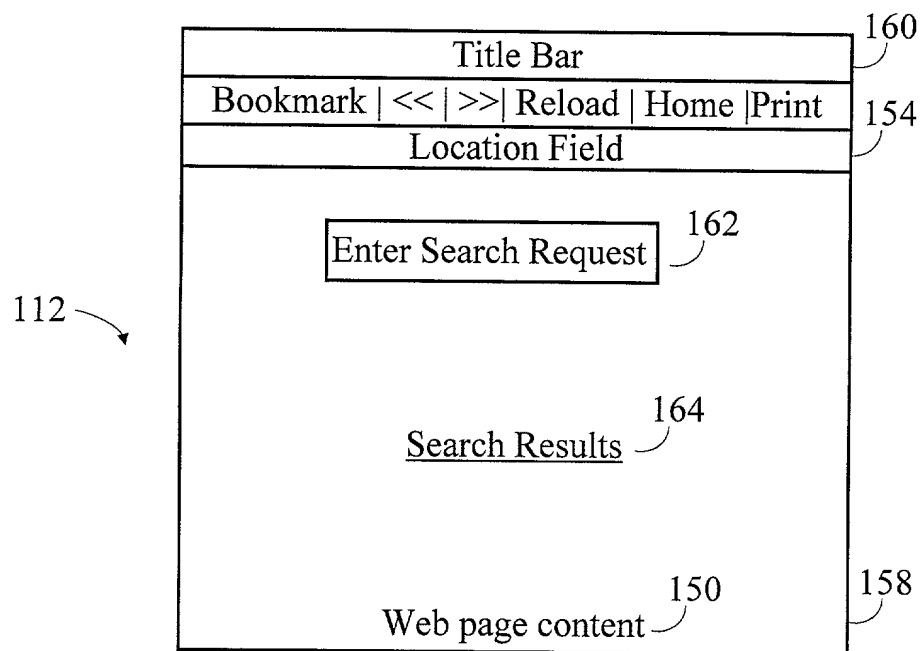 160
Title Bar
Bookmark | << | >>| Reload | Home |Print
154
Location Field
162
Enter Search Request
112
164
Search Results
150
158
Web page content